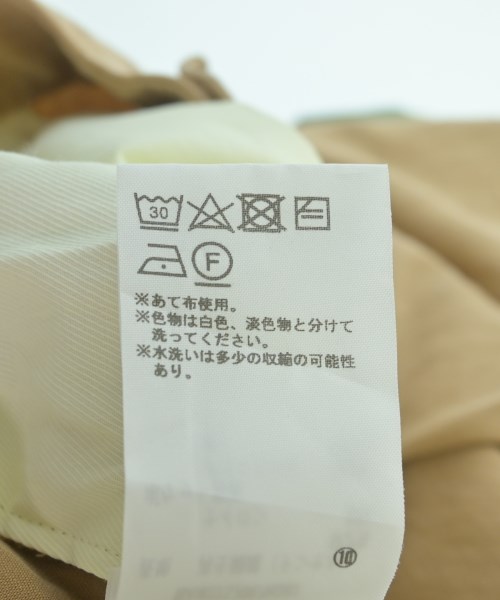 30
F
※あて布使用。
※色物は白色、淡色物と分けて
洗ってください。
※水洗いは多少の収縮の可能性
あり。
⑩